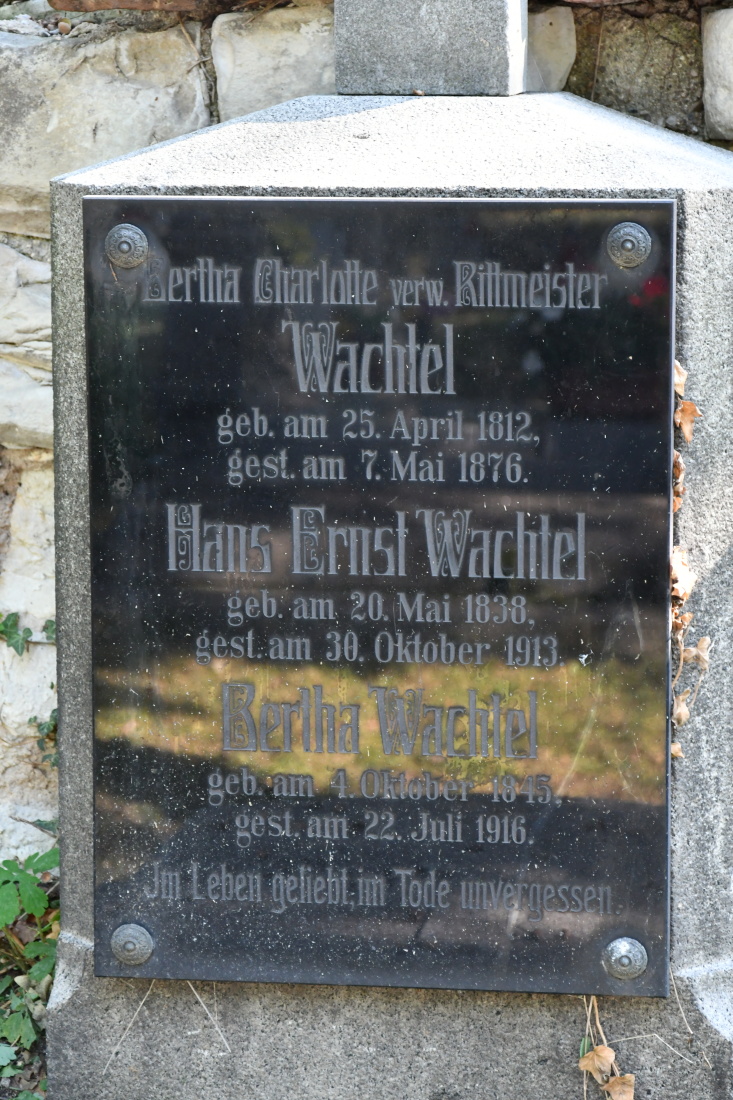 Bertha Charlotte verw. Rittmeister
Wachtel
geb. am 25. April 1812,
gest. am 7. Mai 1876.
Hans Ernst Wachtel
geb. am 20. Mai 1838,
gest. am 30. Oktober 1913.
Bertha Wachtel
geb. am 4. Oktober 1845,
gest. am 22. Juli 1916.
Im Leben geliebt, im Tode unvergessen.